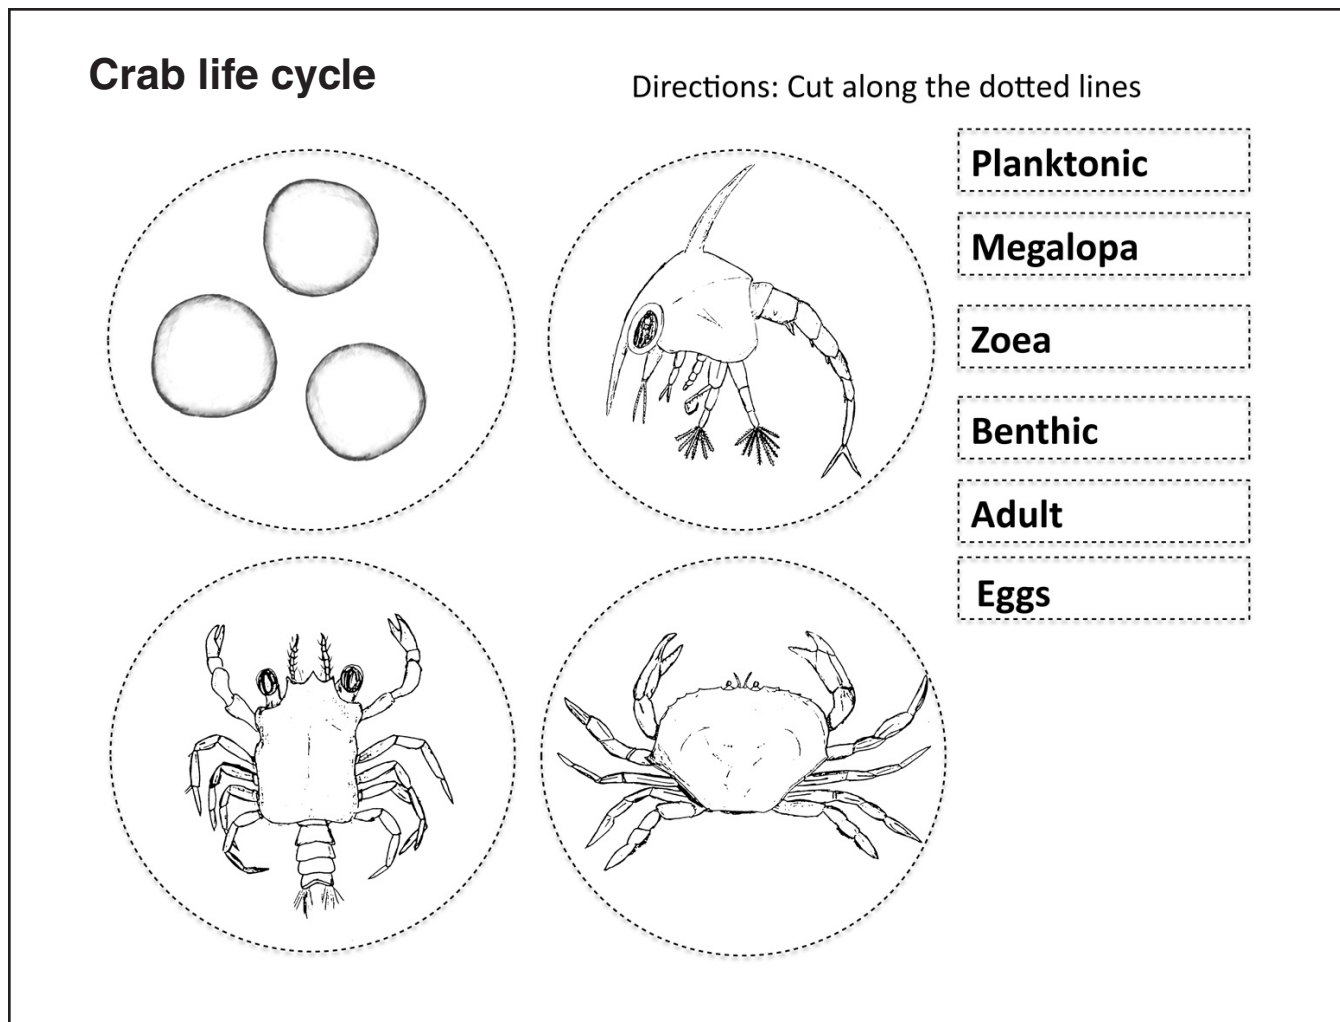 Crab life cycle
Directions: Cut along the dotted lines
Planktonic
Megalopa
Zoea
Benthic
Adult
Eggs